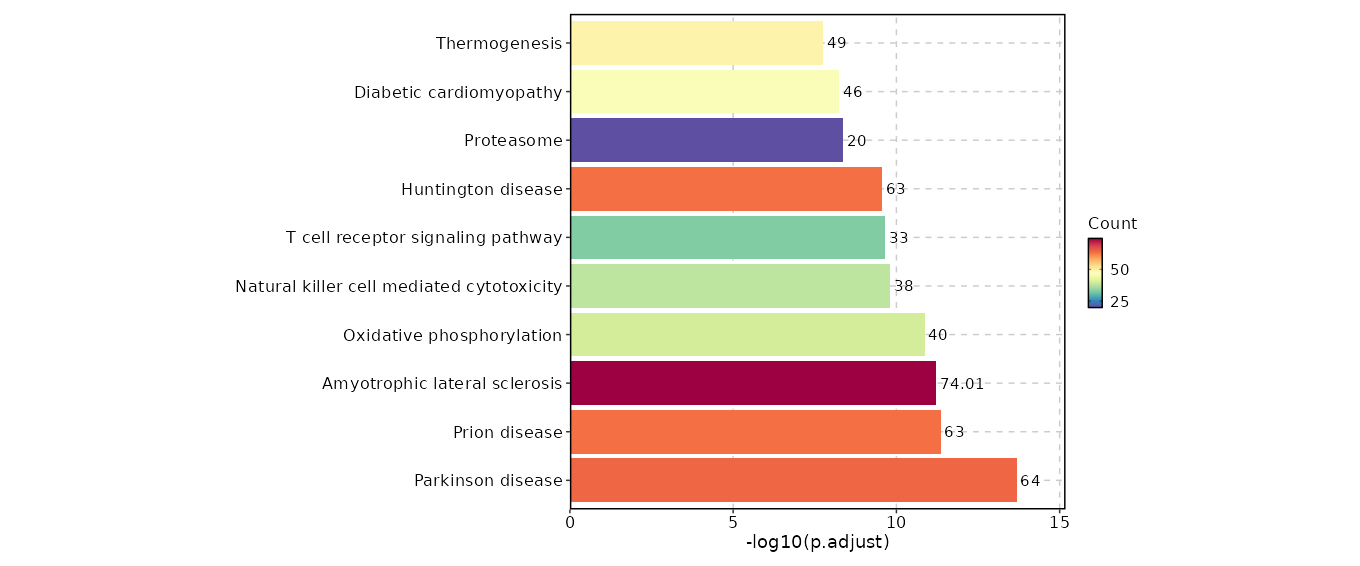 Thermogenesis 49
Diabetic cardiomyopathy 46
Proteasome 20
Huntington disease 63
T cell receptor signaling pathway 33
Natural killer cell mediated cytotoxicity 38
Oxidative phosphorylation 40
Amyotrophic lateral sclerosis 74.01
Prion disease 63
Parkinson disease 64
0 5 10 15
-log10(p.adjust)
Count
50
25